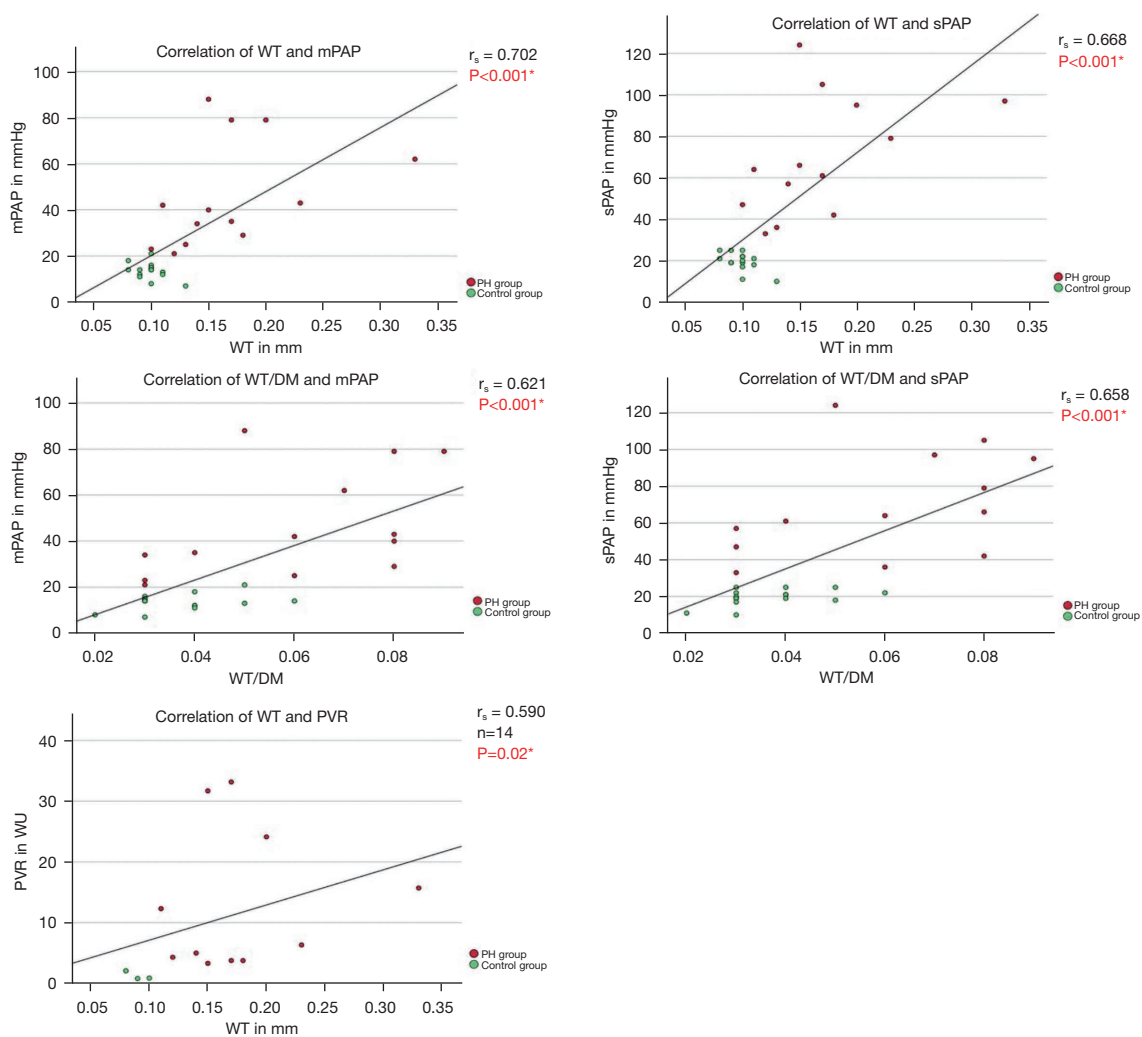 Correlation of WT and mPAP
r_s = 0.702
P<0.001*
mPAP in mmHg
100
80
60
40
20
0
0.05 0.10 0.15 0.20 0.25 0.30 0.35
WT in mm
PH group
Control group
Correlation of WT and sPAP
r_s = 0.668
P<0.001*
sPAP in mmHg
120
100
80
60
40
20
0
0.05 0.10 0.15 0.20 0.25 0.30 0.35
WT in mm
PH group
Control group
Correlation of WT/DM and mPAP
r_s = 0.621
P<0.001*
mPAP in mmHg
100
80
60
40
20
0
0.02 0.04 0.06 0.08
WT/DM
PH group
Control group
Correlation of WT/DM and sPAP
r_s = 0.658
P<0.001*
sPAP in mmHg
120
100
80
60
40
20
0
0.02 0.04 0.06 0.08
WT/DM
PH group
Control group
Correlation of WT and PVR
r_s = 0.590
n=14
P=0.02*
PVR in WU
40
30
20
10
0
0.05 0.10 0.15 0.20 0.25 0.30 0.35
WT in mm
PH group
Control group